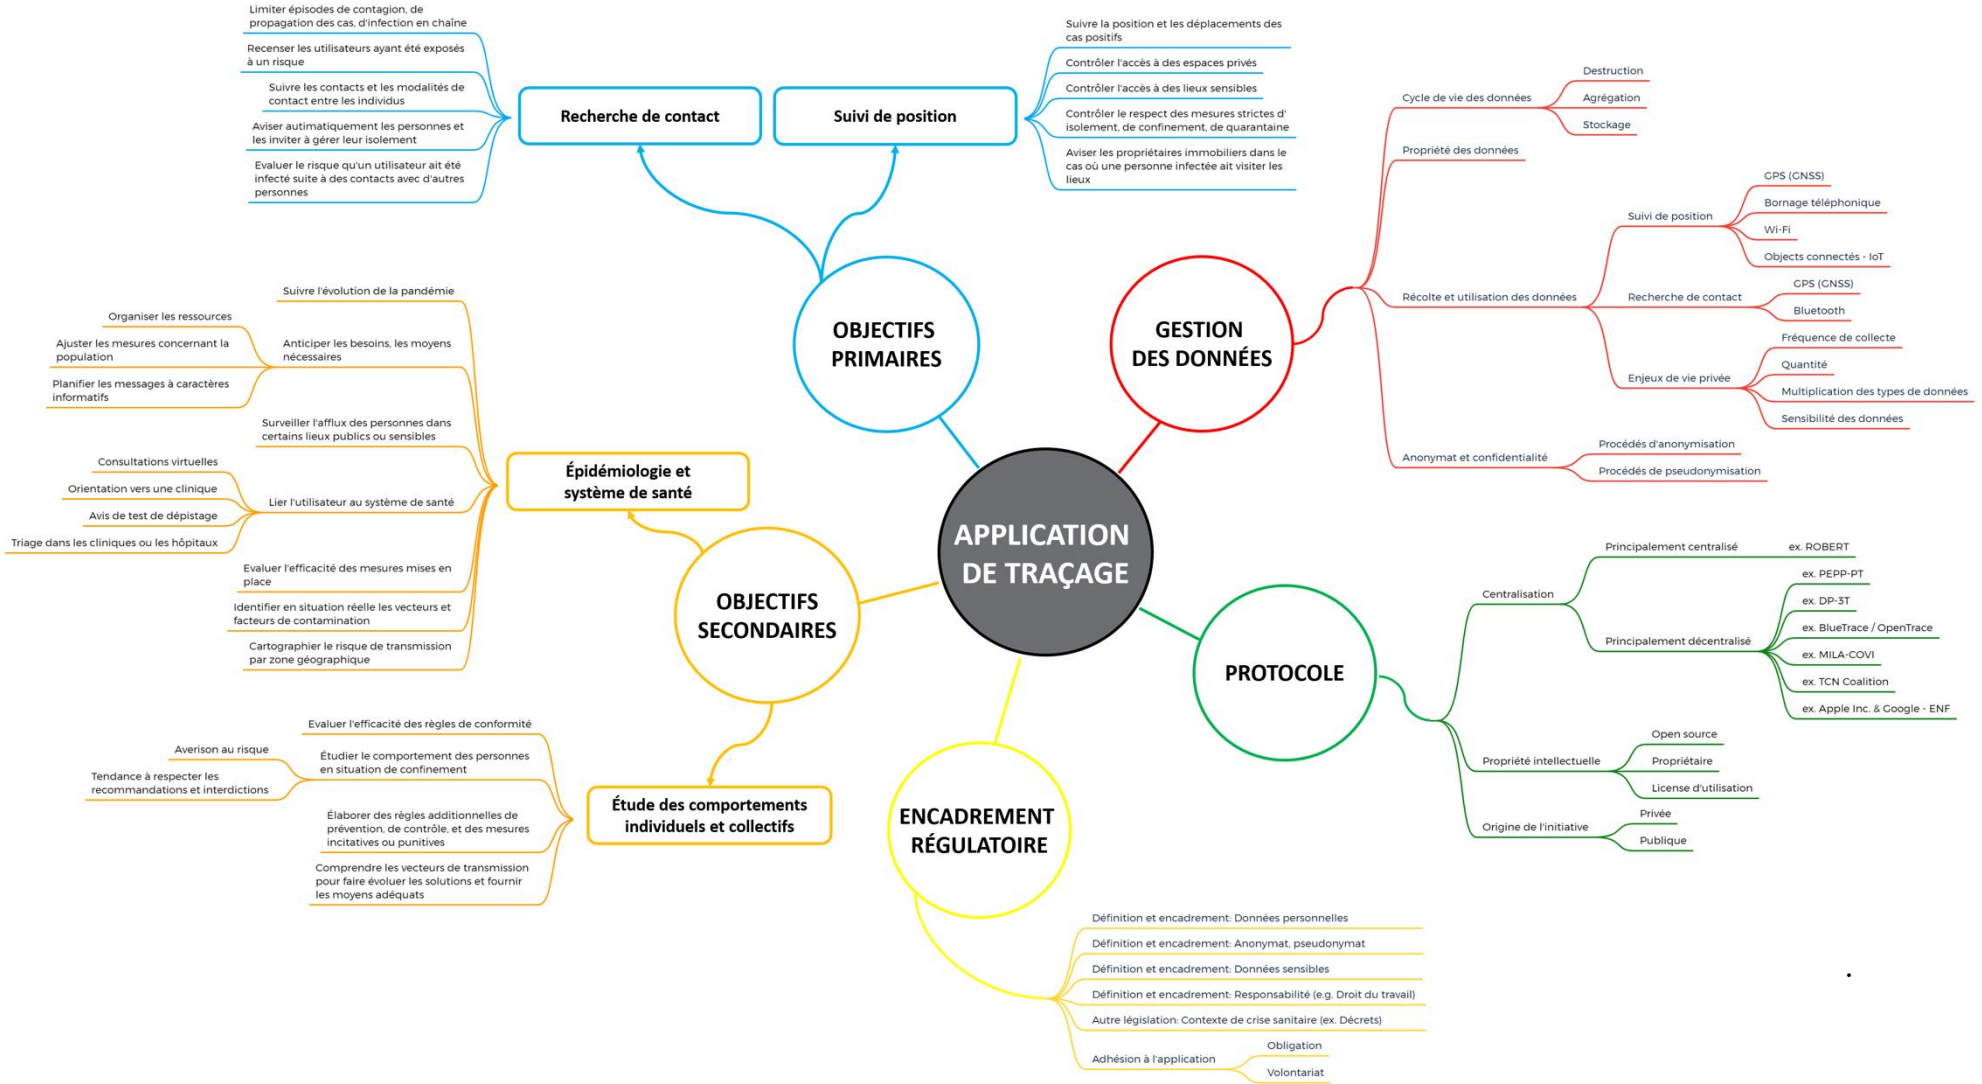 Limiter épisodes de contagion, de
propagation des cas, d'infection en chaîne
Recenser les utilisateurs ayant été exposés
à un risque
Suivre les contacts et les modalités de
contact entre les individus
Aviser autimatiquement les personnes et
les inviter à gérer leur isolement
Evaluer le risque qu'un utilisateur ait été
infecté suite à des contacts avec d'autres
personnes
Recherche de contact
Suivi de position
Suivre la position et les déplacements des
cas positifs
Contrôler l'accès à des espaces privés
Contrôler l'accès à des lieux sensibles
Contrôler le respect des mesures strictes d'
isolement, de confinement, de quarantaine
Aviser les propriétaires immobiliers dans le
cas où une personne infectée ait visiter les
lieux
OBJECTIFS
PRIMAIRES
GESTION
DES DONNÉES
Cycle de vie des données
Destruction
Agrégation
Stockage
Propriété des données
Récolte et utilisation des données
Suivi de position
GPS (GNSS)
Bornage téléphonique
Wi-Fi
Objects connectés - IoT
Recherche de contact
GPS (GNSS)
Bluetooth
Enjeux de vie privée
Fréquence de collecte
Quantité
Multiplication des types de données
Sensibilité des données
Anonymat et confidentialité
Procédés d'anonymisation
Procédés de pseudonymisation
APPLICATION
DE TRAÇAGE
Suivre l'évolution de la pandémie
Organiser les ressources
Ajuster les mesures concernant la
population
Planifier les messages à caractères
informatifs
Anticiper les besoins, les moyens
nécessaires
Surveiller l'afflux des personnes dans
certains lieux publics ou sensibles
Consultations virtuelles
Orientation vers une clinique
Avis de test de dépistage
Triage dans les cliniques ou les hôpitaux
Lier l'utilisateur au système de santé
Evaluer l'efficacité des mesures mises en
place
Identifier en situation réelle les vecteurs et
facteurs de contamination
Cartographier le risque de transmission
par zone géographique
Épidémiologie et
système de santé
OBJECTIFS
SECONDAIRES
Evaluer l'efficacité des règles de conformité
Averison au risque
Tendance à respecter les
recommandations et interdictions
Étudier le comportement des personnes
en situation de confinement
Élaborer des règles additionnelles de
prévention, de contrôle, et des mesures
incitatives ou punitives
Comprendre les vecteurs de transmission
pour faire évoluer les solutions et fournir
les moyens adéquats
Étude des comportements
individuels et collectifs
PROTOCOLE
Centralisation
Principalement centralisé
ex. ROBERT
Principalement décentralisé
ex. PEPP-PT
ex. DP-3T
ex. BlueTrace / OpenTrace
ex. MILA-COVI
ex. TCN Coalition
ex. Apple Inc. & Google - ENF
Propriété intellectuelle
Open source
Propriétaire
License d'utilisation
Origine de l'initiative
Privée
Publique
ENCADREMENT
RÉGULATOIRE
Définition et encadrement: Données personnelles
Définition et encadrement: Anonymat, pseudonymat
Définition et encadrement: Données sensibles
Définition et encadrement: Responsabilité (e.g. Droit du travail)
Autre législation: Contexte de crise sanitaire (ex. Décrets)
Adhésion à l'application
Obligation
Volontariat